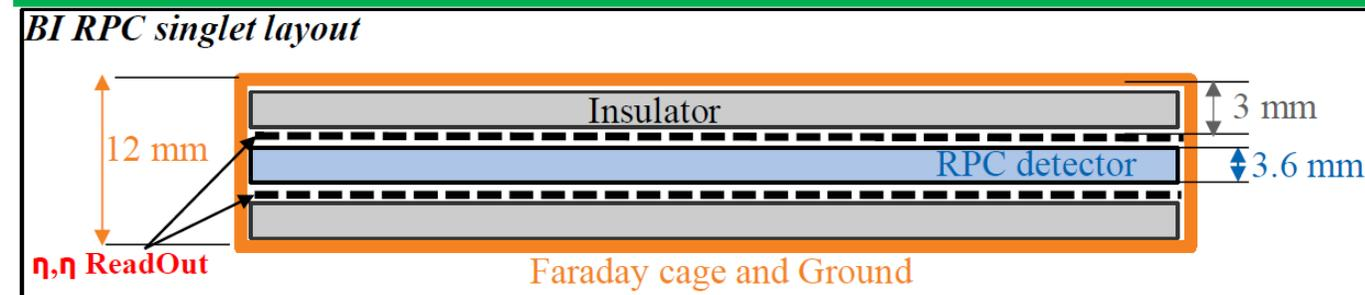 BI RPC singlet layout
Insulator
3 mm
12 mm
RPC detector
3.6 mm
η,η ReadOut
Faraday cage and Ground